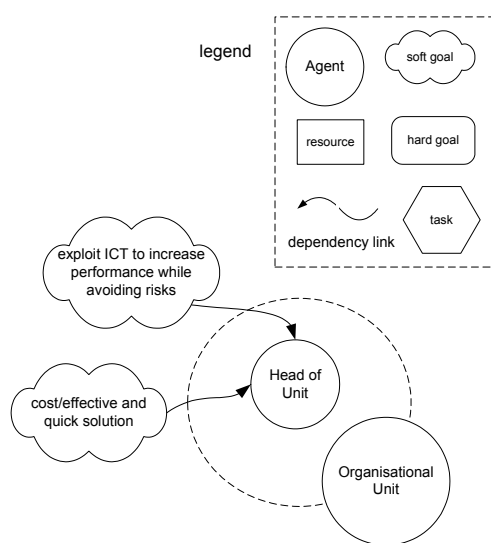 legend
Agent
soft goal
resource
hard goal
dependency link
task
exploit ICT to increase
performance while
avoiding risks
Head of
Unit
cost/effective and
quick solution
Organisational
Unit